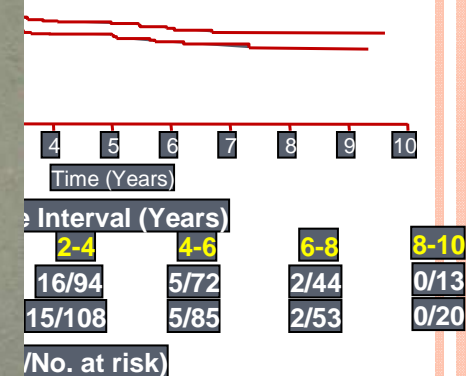 4 5 6 7 8 9 10
Time (Years)
e Interval (Years)
2-4 4-6 6-8 8-10
16/94 5/72 2/44 0/13
15/108 5/85 2/53 0/20
/No. at risk)